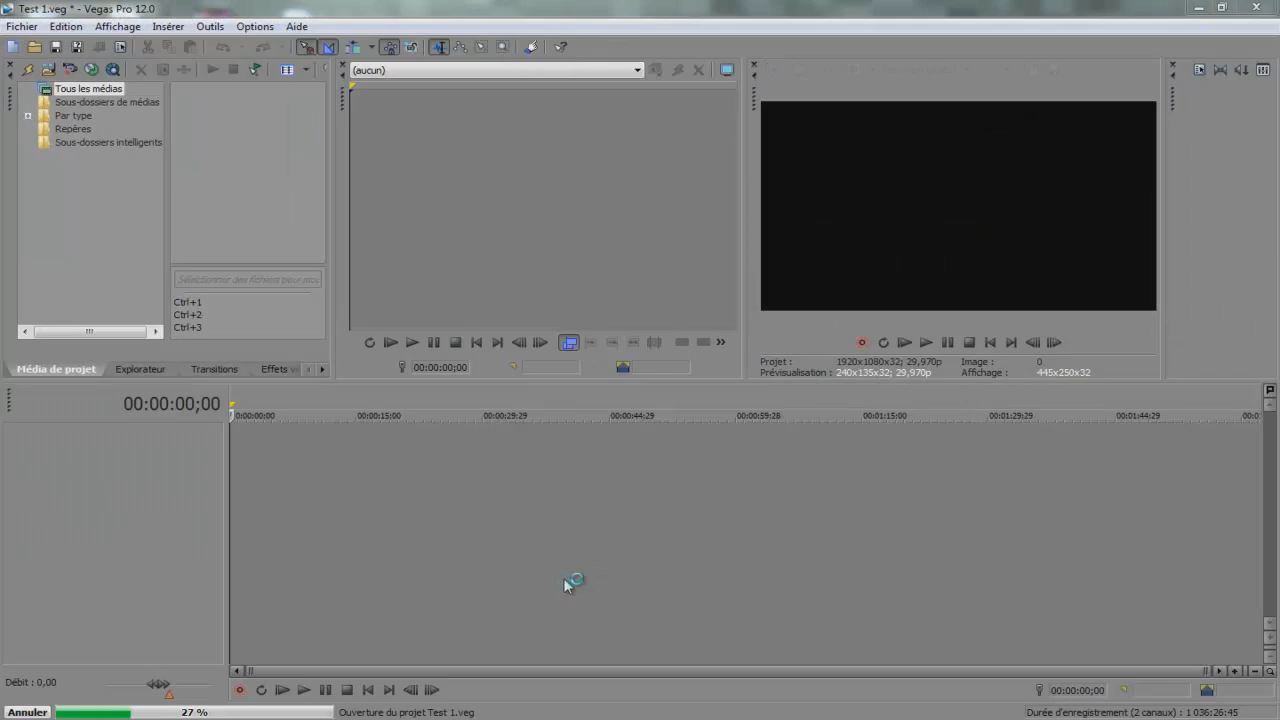 Test 1.veg * - Vegas Pro 12.0
Fichier Edition Affichage Insérer Outils Options Aide
(aucun)
Tous les médias
Sous-dossiers de médias
Par type
Repères
Sous-dossiers intelligents
Sélectionner des fichiers pour
Ctrl+1
Ctrl+2
Ctrl+3
00:00:00;00
Projet : 1920x1080x32; 29,970p Image : 0
Prévisualisation : 240x135x32; 29,970p Affichage : 445x250x32
Média de projet Explorateur Transitions Effets
00:00:00;00
0:00:00;00 00:00:15;00 00:00:29;29 00:00:44;29 00:00:59;28 00:01:15;00 00:01:29;29 00:01:44;29 00:0
Débit : 0,00
00:00:00;00
Annuler 27 % Ouverture du projet Test 1.veg Durée d'enregistrement (2 canaux) : 1 036:26:45